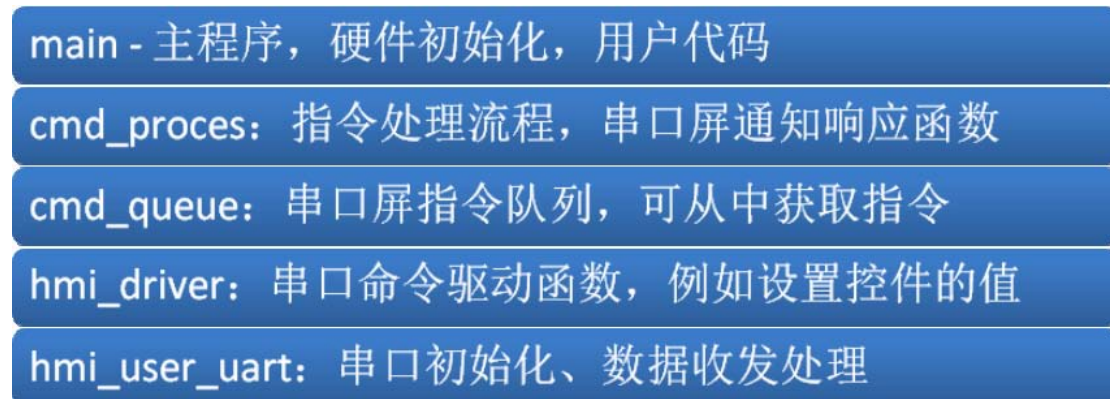 main - 主程序，硬件初始化，用户代码
cmd_proces：指令处理流程，串口屏通知响应函数
cmd_queue：串口屏指令队列，可从中获取指令
hmi_driver：串口命令驱动函数，例如设置控件的值
hmi_user_uart：串口初始化、数据收发处理